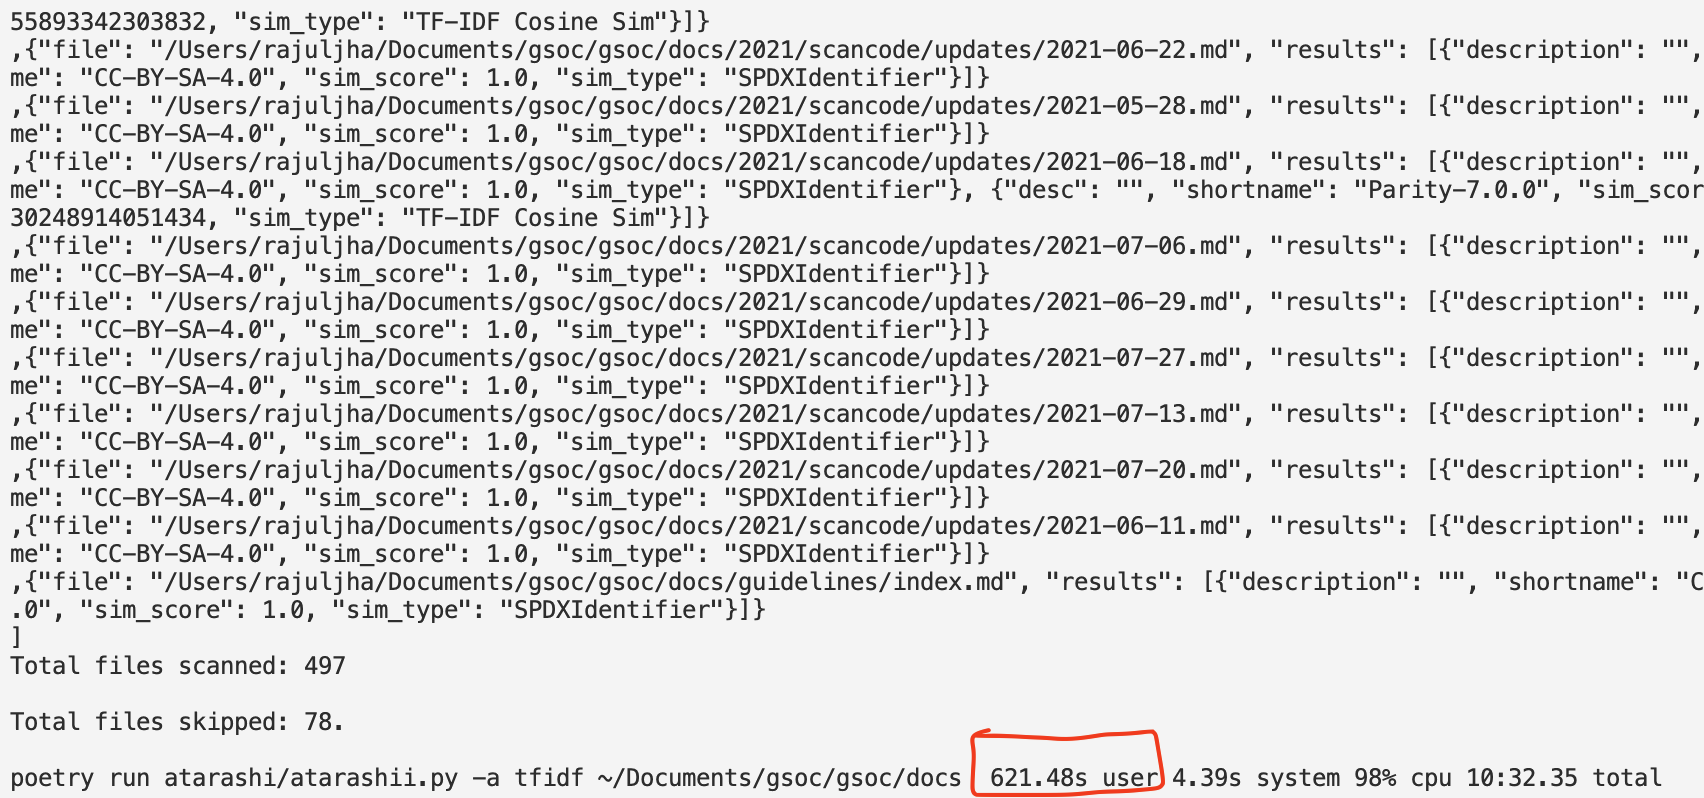 55893342303832, "sim_type": "TF-IDF Cosine Sim"}]}
,{"file": "/Users/rajuljha/Documents/gsoc/gsoc/docs/2021/scancode/updates/2021-06-22.md", "results": [{"description": "",
me": "CC-BY-SA-4.0", "sim_score": 1.0, "sim_type": "SPDXIdentifier"}]}
,{"file": "/Users/rajuljha/Documents/gsoc/gsoc/docs/2021/scancode/updates/2021-05-28.md", "results": [{"description": "",
me": "CC-BY-SA-4.0", "sim_score": 1.0, "sim_type": "SPDXIdentifier"}]}
,{"file": "/Users/rajuljha/Documents/gsoc/gsoc/docs/2021/scancode/updates/2021-06-18.md", "results": [{"description": "",
me": "CC-BY-SA-4.0", "sim_score": 1.0, "sim_type": "SPDXIdentifier"}, {"desc": "", "shortname": "Parity-7.0.0", "sim_scor
30248914051434, "sim_type": "TF-IDF Cosine Sim"}]}
,{"file": "/Users/rajuljha/Documents/gsoc/gsoc/docs/2021/scancode/updates/2021-07-06.md", "results": [{"description": "",
me": "CC-BY-SA-4.0", "sim_score": 1.0, "sim_type": "SPDXIdentifier"}]}
,{"file": "/Users/rajuljha/Documents/gsoc/gsoc/docs/2021/scancode/updates/2021-06-29.md", "results": [{"description": "",
me": "CC-BY-SA-4.0", "sim_score": 1.0, "sim_type": "SPDXIdentifier"}]}
,{"file": "/Users/rajuljha/Documents/gsoc/gsoc/docs/2021/scancode/updates/2021-07-27.md", "results": [{"description": "",
me": "CC-BY-SA-4.0", "sim_score": 1.0, "sim_type": "SPDXIdentifier"}]}
,{"file": "/Users/rajuljha/Documents/gsoc/gsoc/docs/2021/scancode/updates/2021-07-13.md", "results": [{"description": "",
me": "CC-BY-SA-4.0", "sim_score": 1.0, "sim_type": "SPDXIdentifier"}]}
,{"file": "/Users/rajuljha/Documents/gsoc/gsoc/docs/2021/scancode/updates/2021-07-20.md", "results": [{"description": "",
me": "CC-BY-SA-4.0", "sim_score": 1.0, "sim_type": "SPDXIdentifier"}]}
,{"file": "/Users/rajuljha/Documents/gsoc/gsoc/docs/2021/scancode/updates/2021-06-11.md", "results": [{"description": "",
me": "CC-BY-SA-4.0", "sim_score": 1.0, "sim_type": "SPDXIdentifier"}]}
,{"file": "/Users/rajuljha/Documents/gsoc/gsoc/docs/guidelines/index.md", "results": [{"description": "", "shortname": "C
.0", "sim_score": 1.0, "sim_type": "SPDXIdentifier"}]}
]
Total files scanned: 497
Total files skipped: 78.
poetry run atarashi/atarashii.py -a tfidf ~/Documents/gsoc/gsoc/docs  621.48s user 4.39s system 98% cpu 10:32.35 total